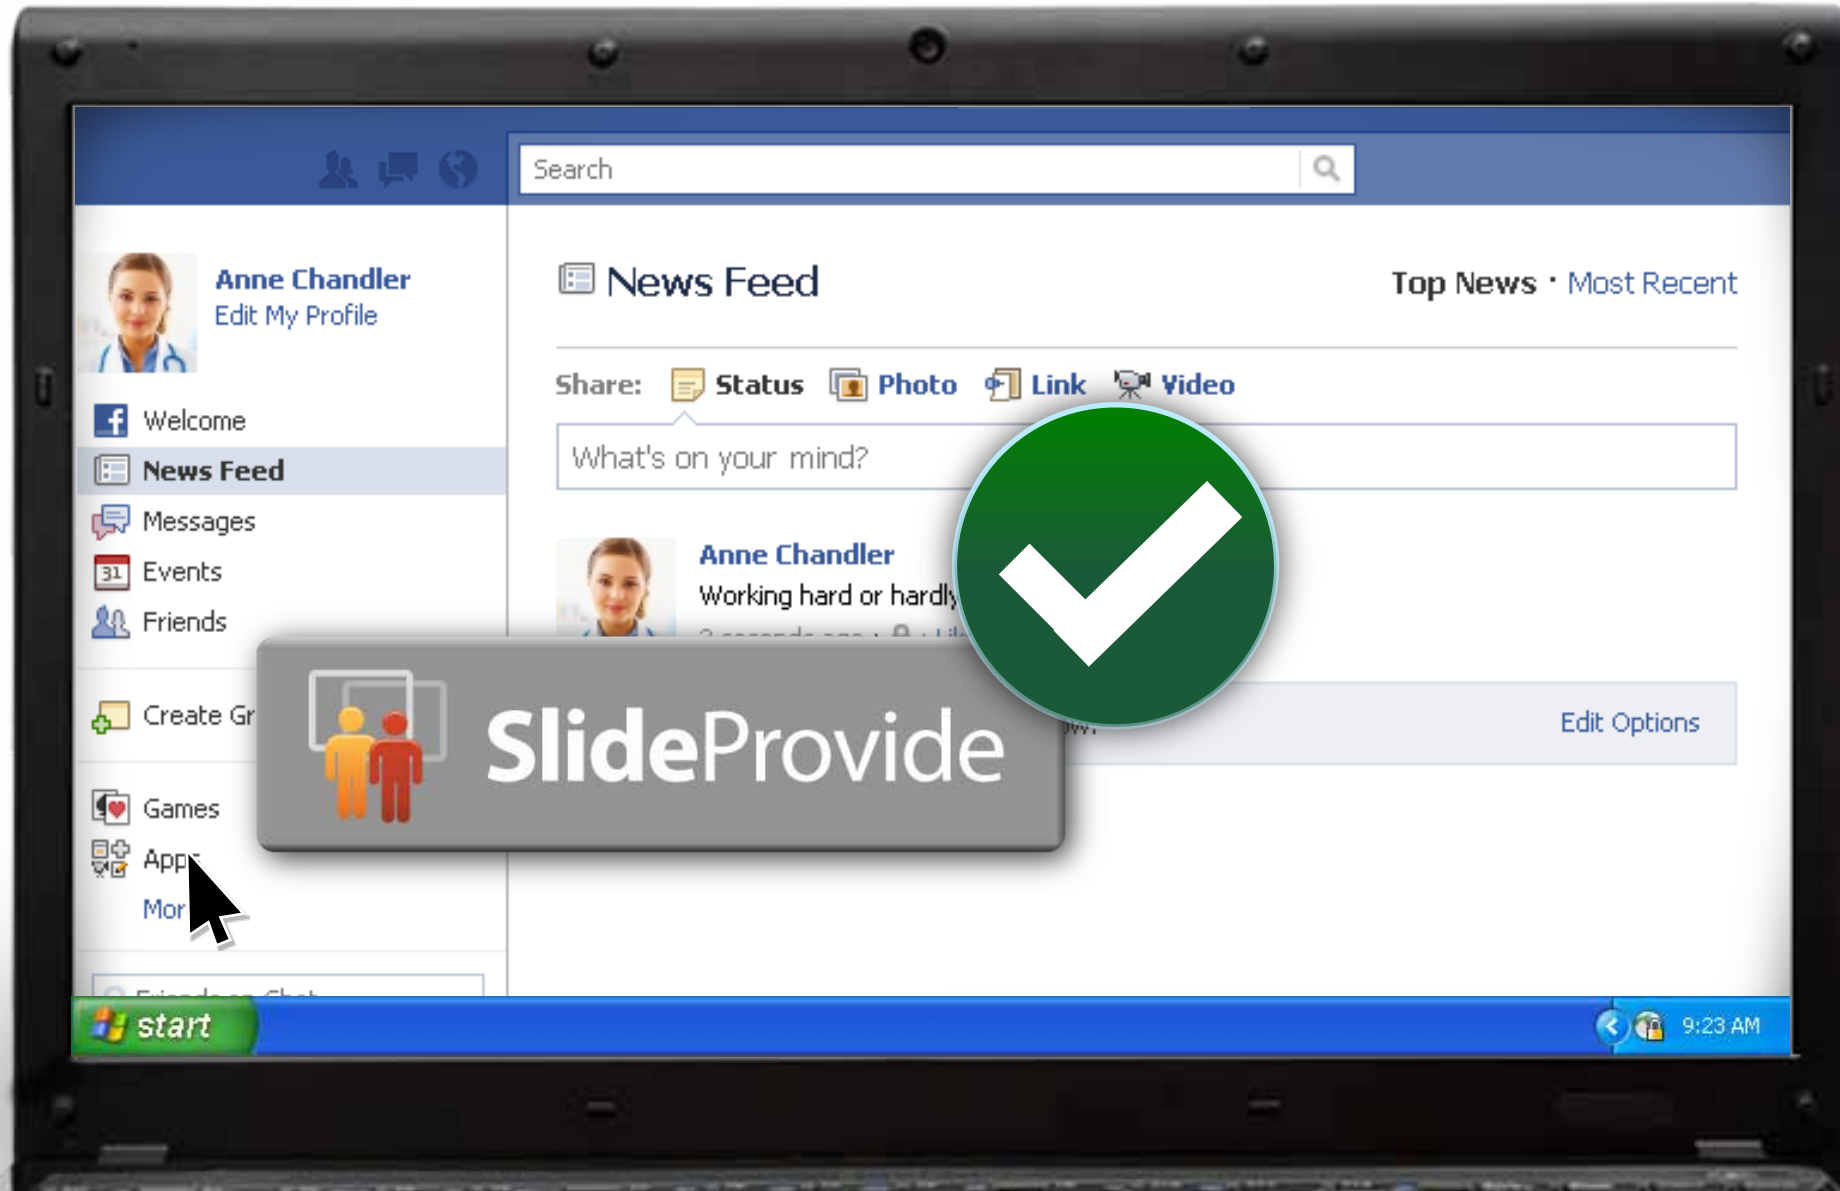 Search
Anne Chandler
Edit My Profile
Welcome
News Feed
Messages
31 Events
Friends
Create
Games
Apps
start
News Feed
Top News · Most Recent
Share: Status Photo Link Video
What's on your mind?
Anne Chandler
Working hard or hardly
Edit Options
SlideProvide
9:23 AM